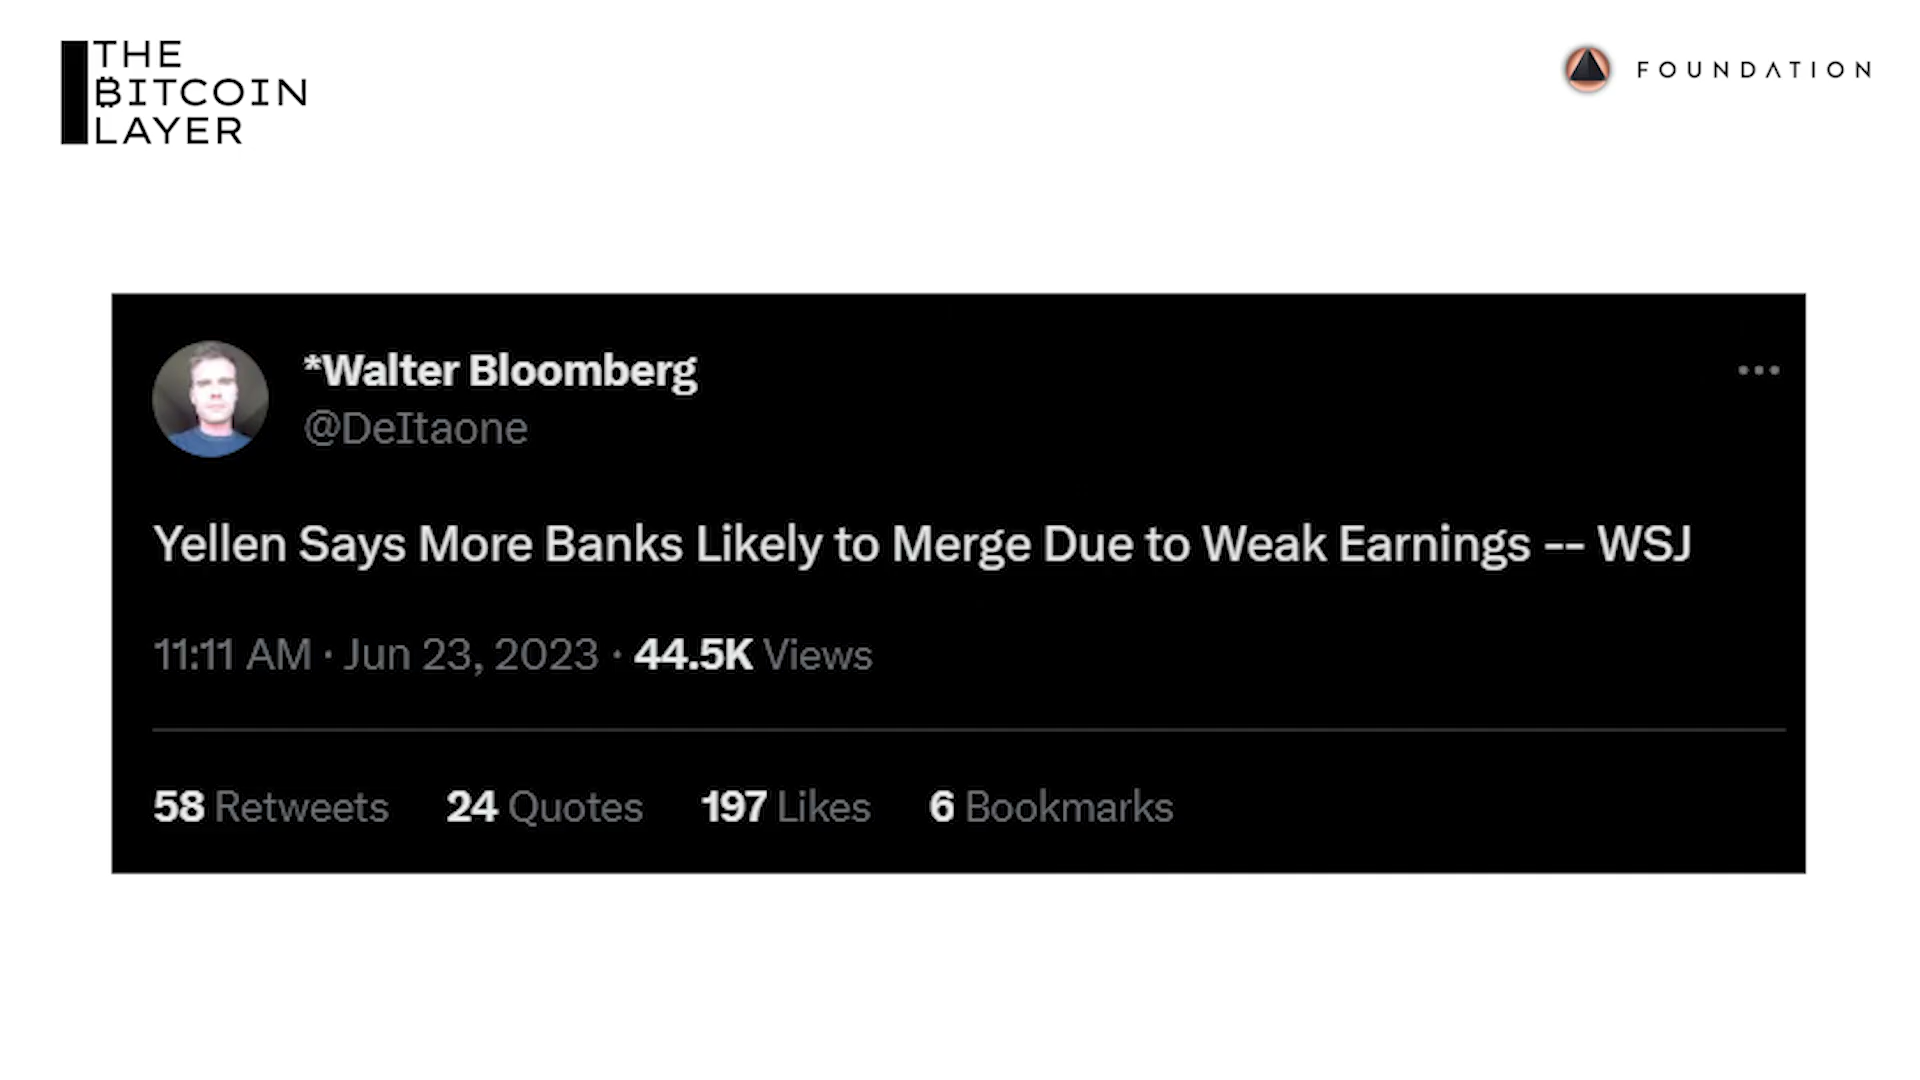 THE
BITCOIN
LAYER
FOUNDATION
*Walter Bloomberg
@DeItaone
Yellen Says More Banks Likely to Merge Due to Weak Earnings -- WSJ
11:11 AM · Jun 23, 2023 · 44.5K Views
58 Retweets 24 Quotes 197 Likes 6 Bookmarks